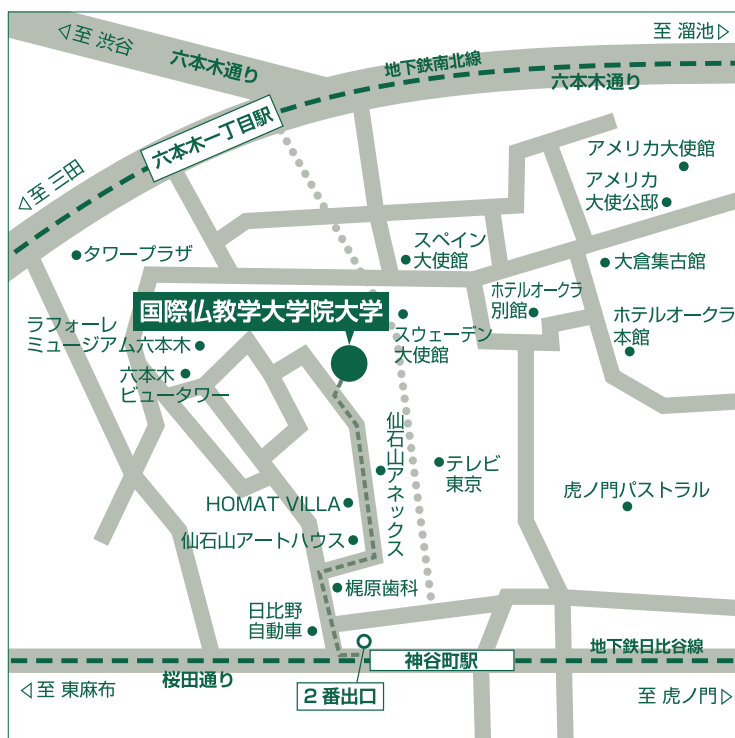 ◁至 渋谷
六本木通り
地下鉄南北線
至 溜池▷
六本木通り
六本木一丁目駅
◁至 三田
アメリカ大使館
アメリカ
大使公邸
タワープラザ
スペイン
大使館
大倉集古館
国際仏教学大学院大学
ホテルオークラ
別館
ラフォーレ
ミュージアム六本木
スウェーデン
大使館
ホテルオークラ
本館
六本木
ビュータワー
仙石山アネックス
テレビ
東京
HOMAT VILLA
虎ノ門パストラル
仙石山アートハウス
梶原歯科
日比野
自動車
地下鉄日比谷線
神谷町駅
桜田通り
◁至 東麻布
2番出口
至 虎ノ門▷